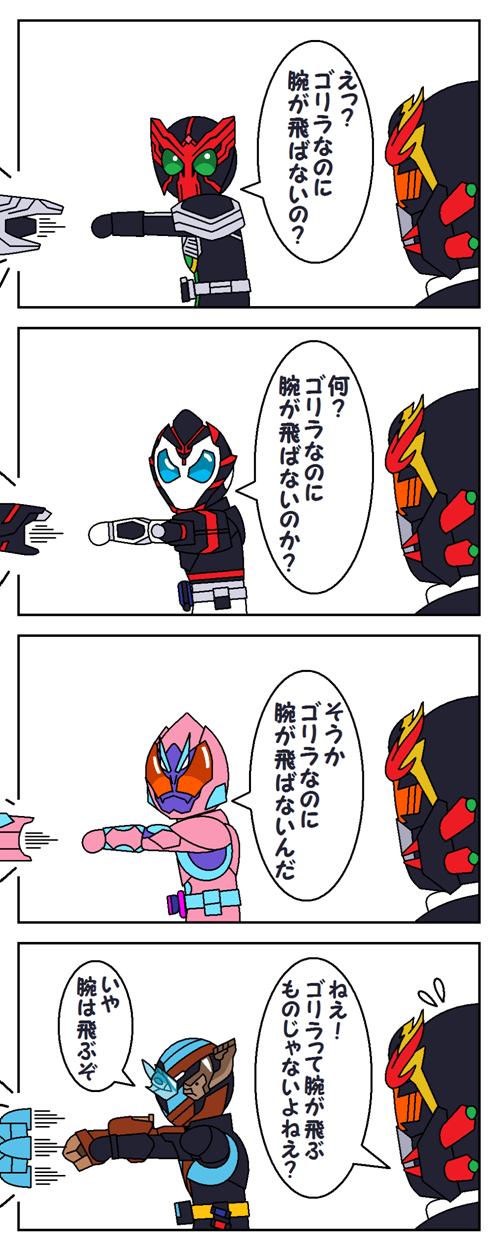 えっ?
ゴリラなのに
腕が飛ばないの?
何?
ゴリラなのに
腕が飛ばないのか?
そうか
ゴリラなのに
腕が飛ばないんだ
ねえ!
ゴリラって腕が飛ぶ
ものじゃないよねえ?
いや
腕は飛ぶぞ